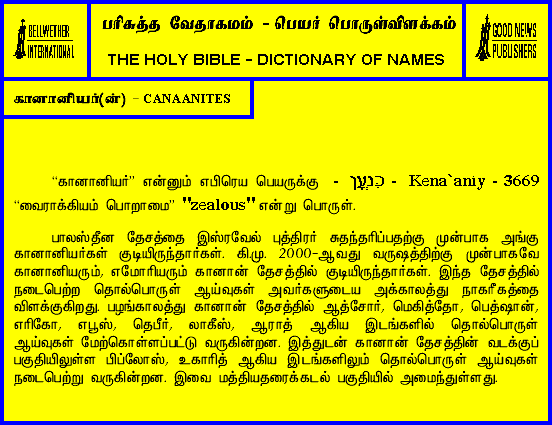 BELLWETHER
INTERNATIONAL
பரிசுத்த வேதாகமம் - பெயர் பொருள்விளக்கம்
THE HOLY BIBLE - DICTIONARY OF NAMES
GOOD NEWS
PUBLISHERS
கானானியர்(ன்) - CANAANITES
“கானானியர்” என்னும் எபிரெய பெயருக்கு - כְּנַעֲן - Kena`aniy - 3669
“வைராக்கியம் பொறாமை” "zealous" என்று பொருள்.
பாலஸ்தீன தேசத்தை இஸ்ரவேல் புத்திரர் சுதந்தரிப்பதற்கு முன்பாக அங்கு
கானானியர்கள் குடியிருந்தார்கள். கி.மு. 2000-ஆவது வருஷத்திற்கு முன்பாகவே
கானானியரும், எமோரியரும் கானான் தேசத்தில் குடியிருந்தார்கள். இந்த தேசத்தில்
நடைபெற்ற தொல்பொருள் ஆய்வுகள் அவர்களுடைய அக்காலத்து நாகரீகத்தை
விளக்குகிறது. பழங்காலத்து கானான் தேசத்தில் ஆத்சோர், மெகித்தோ, பெத்ஷான்,
எரிகோ, எபூஸ், தெபீர், லாகீஸ், ஆராத் ஆகிய இடங்களில் தொல்பொருள்
ஆய்வுகள் மேற்கொள்ளப்பட்டு வருகின்றன. இத்துடன் கானான் தேசத்தின் வடக்குப்
பகுதியிலுள்ள பிப்லோஸ், உகாரித் ஆகிய இடங்களிலும் தொல்பொருள் ஆய்வுகள்
நடைபெற்று வருகின்றன. இவை மத்தியதரைக்கடல் பகுதியில் அமைந்துள்ளது.